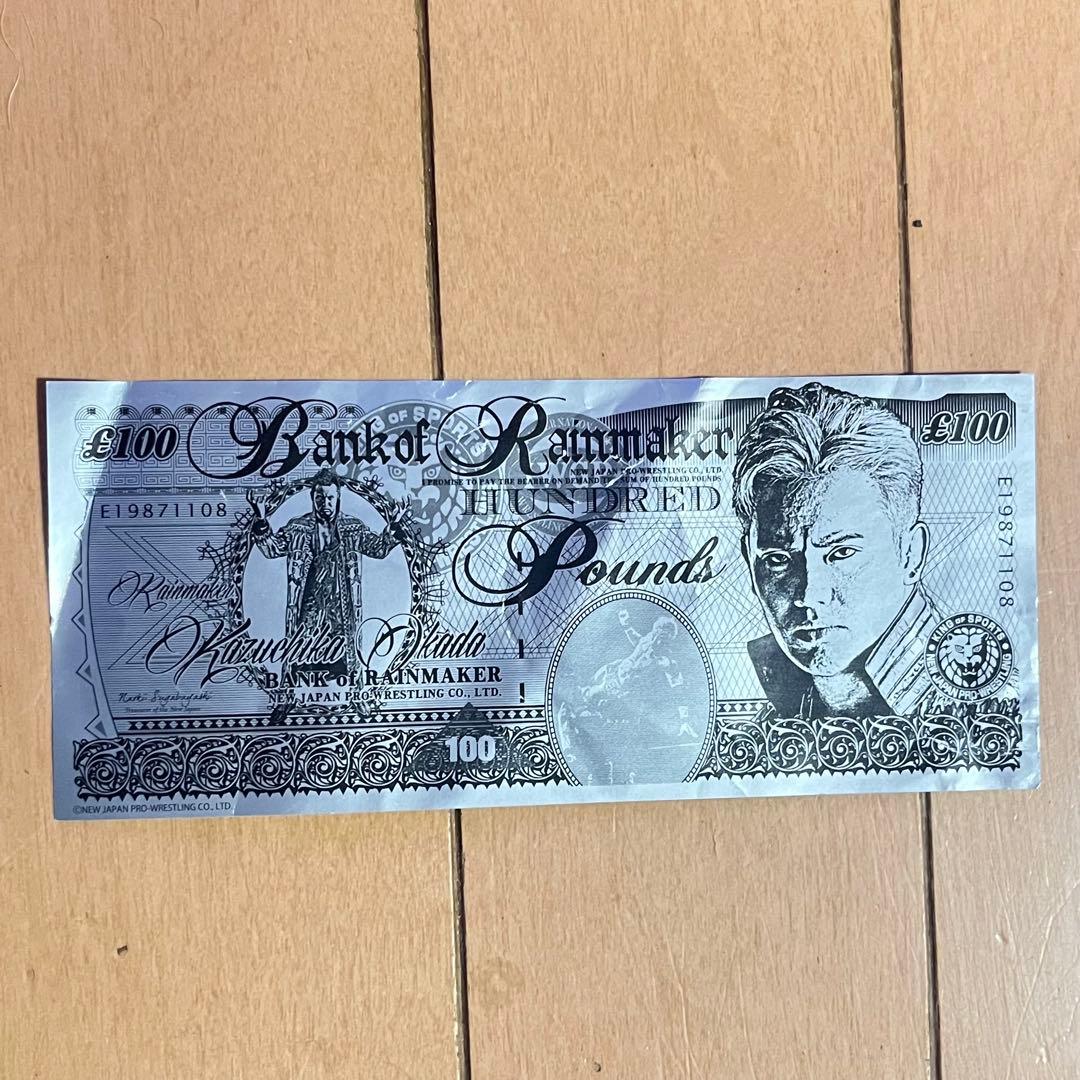 £100
Bank of Rainmaker
£100
NEW JAPAN PRO-WRESTLING CO., LTD.
I PROMISE TO PAY THE BEARER ON DEMAND THE SUM OF HUNDRED POUNDS
HUNDRED
Pounds
E19871108
E19871108
Rainmaker
Kazuchika Okada
BANK of RAINMAKER
NEW JAPAN PRO-WRESTLING CO., LTD.
Naoki Sugabayashi
KING OF SPORTS
NEW JAPAN PRO-WRESTLING
100
©NEW JAPAN PRO-WRESTLING CO., LTD.